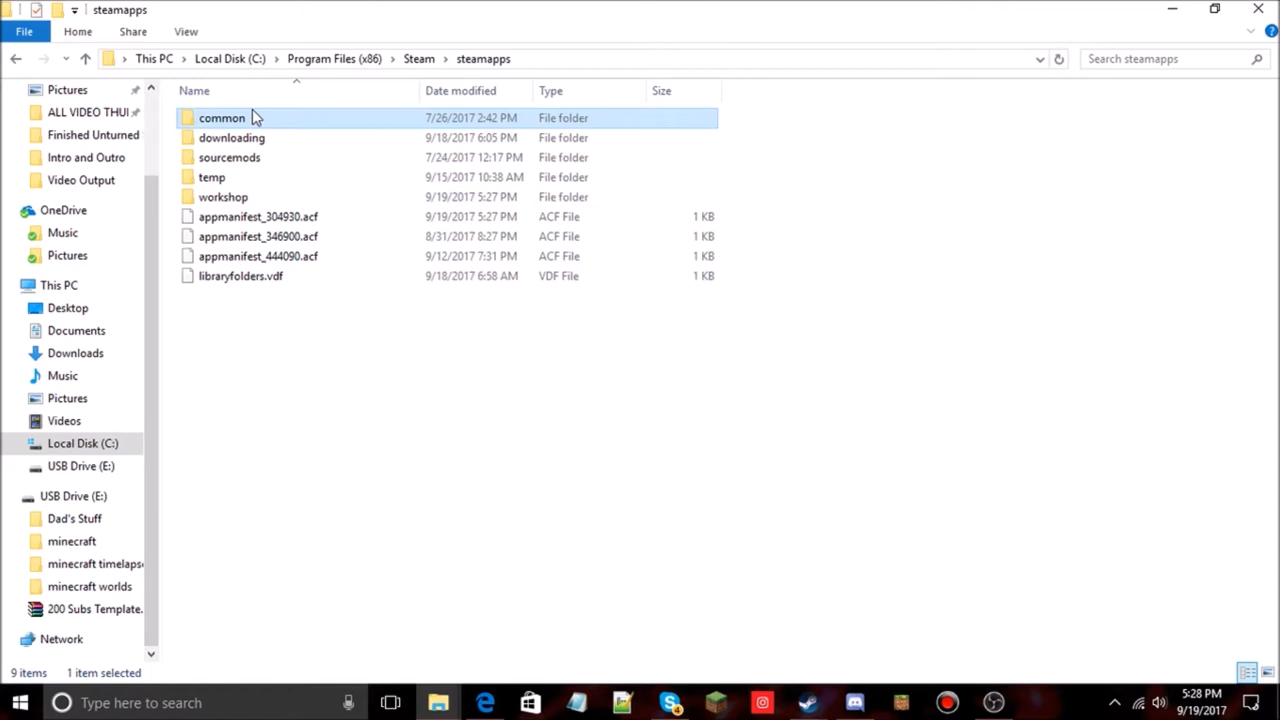 steamapps
File Home Share View
This PC Local Disk (C:) Program Files (x86) Steam steamapps Search steamapps
Name Date modified Type Size
common 7/26/2017 2:42 PM File folder
downloading 9/18/2017 6:05 PM File folder
sourcemods 7/24/2017 12:17 PM File folder
temp 9/15/2017 10:38 AM File folder
workshop 9/19/2017 5:27 PM File folder
appmanifest_304930.acf 9/19/2017 5:27 PM ACF File 1 KB
appmanifest_346900.acf 8/31/2017 8:27 PM ACF File 1 KB
appmanifest_444090.acf 9/12/2017 7:31 PM ACF File 1 KB
libraryfolders.vdf 9/18/2017 6:58 AM VDF File 1 KB
Pictures
ALL VIDEO THUI
Finished Unturned
Intro and Outro
Video Output
OneDrive
Music
Pictures
This PC
Desktop
Documents
Downloads
Music
Pictures
Videos
Local Disk (C:)
USB Drive (E:)
USB Drive (E:)
Dad's Stuff
minecraft
minecraft timelaps
minecraft worlds
200 Subs Template.
Network
9 items 1 item selected
Type here to search
5:28 PM
9/19/2017